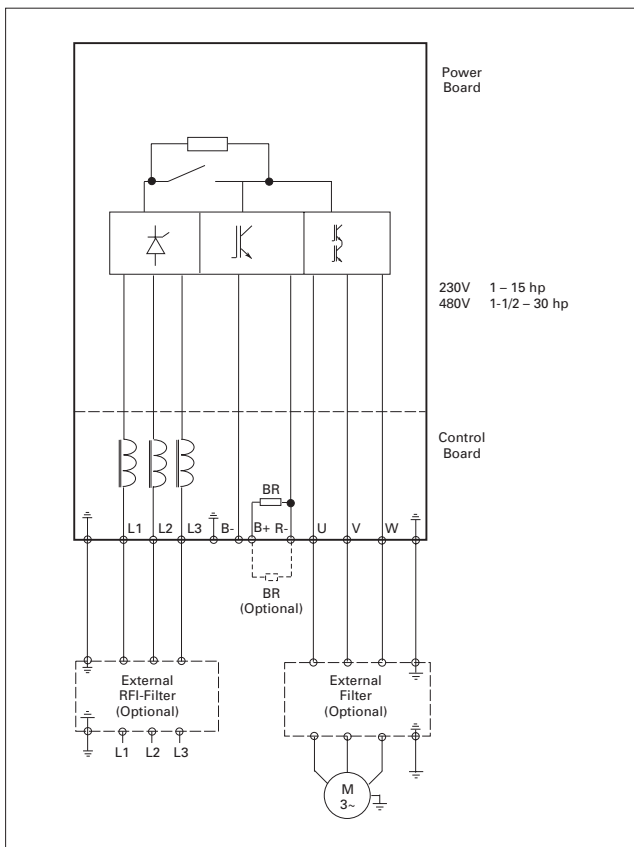 Power
Board
230V 1 – 15 hp
480V 1-1/2 – 30 hp
Control
Board
BR
L1 L2 L3 B- B+ R- U V W
BR
(Optional)
External
RFI-Filter
(Optional)
External
Filter
(Optional)
L1 L2 L3
M
3~